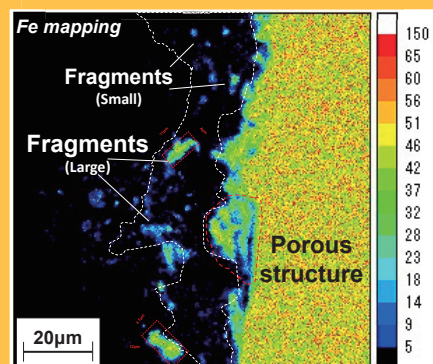 Fe mapping
Fragments
(Small)
Fragments
(Large)
Porous
structure
20μm
150
65
60
56
51
46
42
37
32
28
23
18
14
9
5